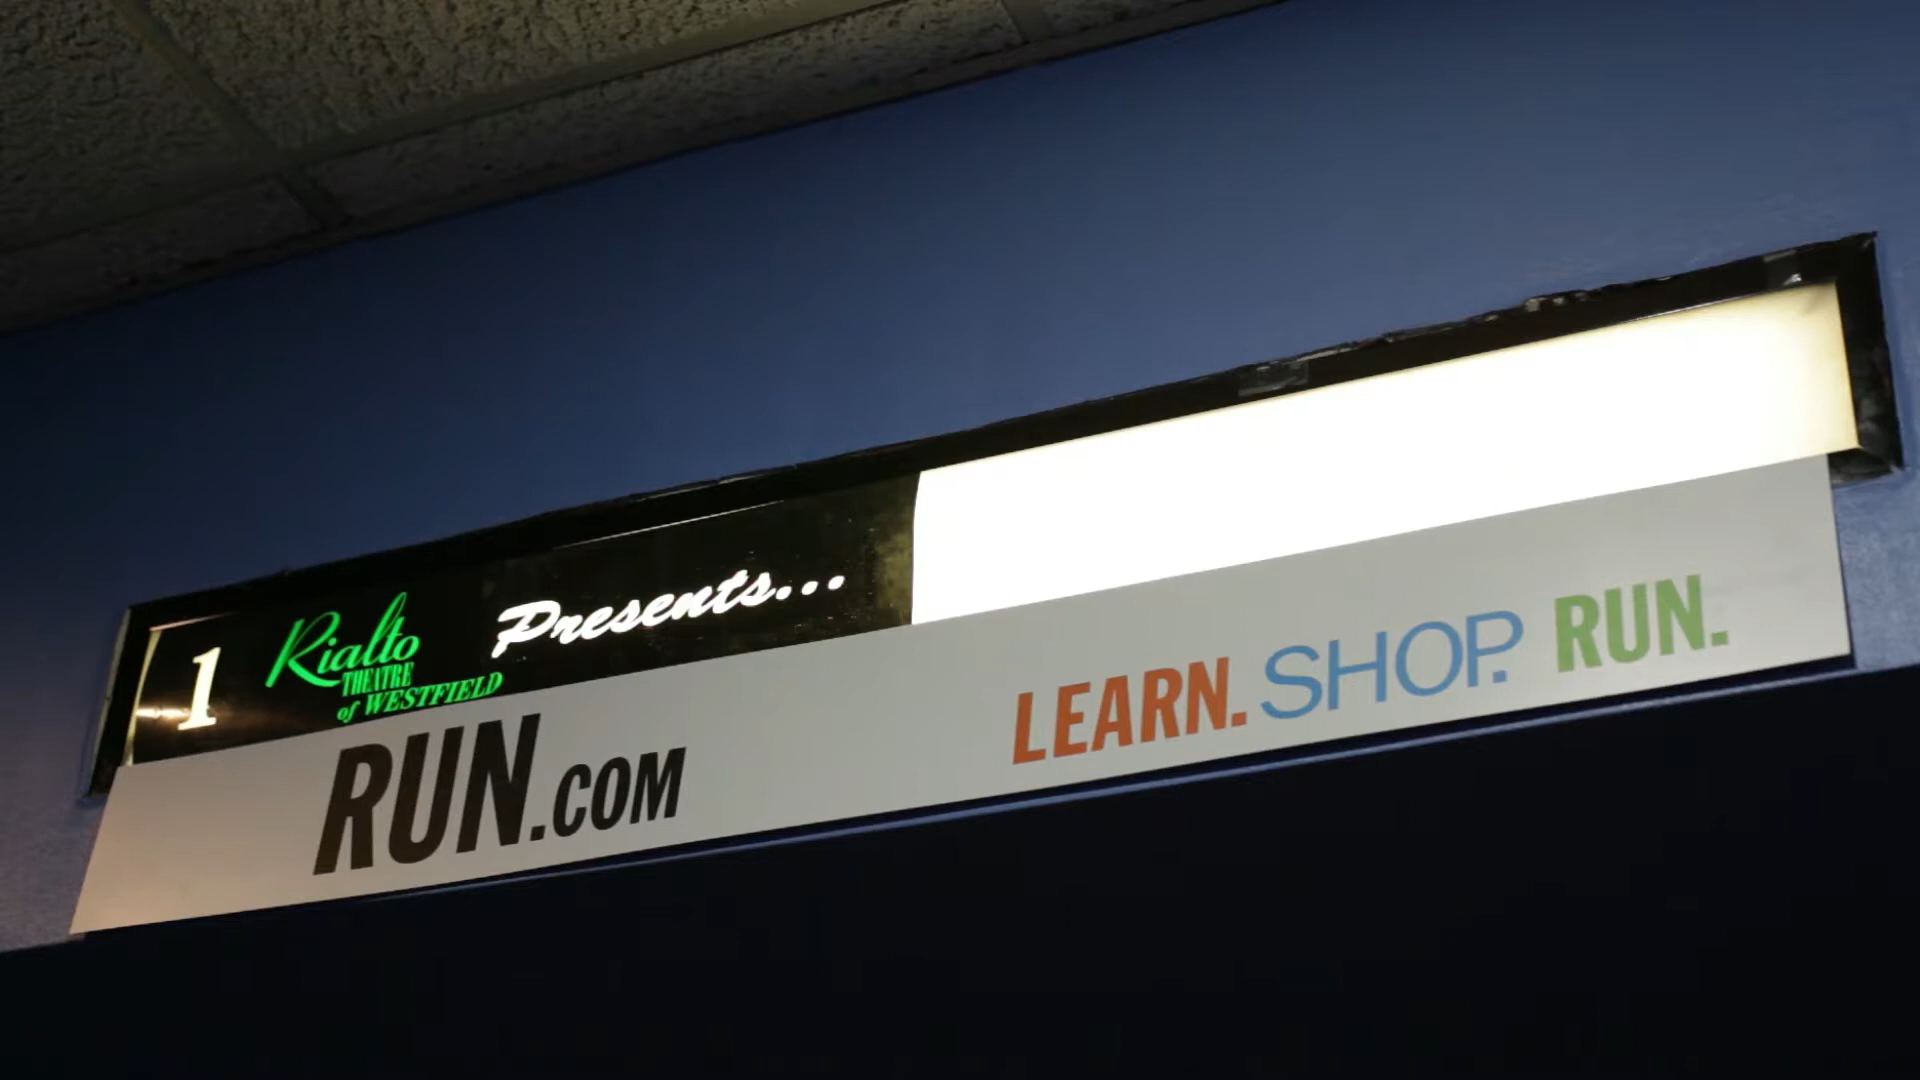 1
Rialto
THEATRE
of WESTFIELD
Presents...
RUN.COM
LEARN. SHOP. RUN.